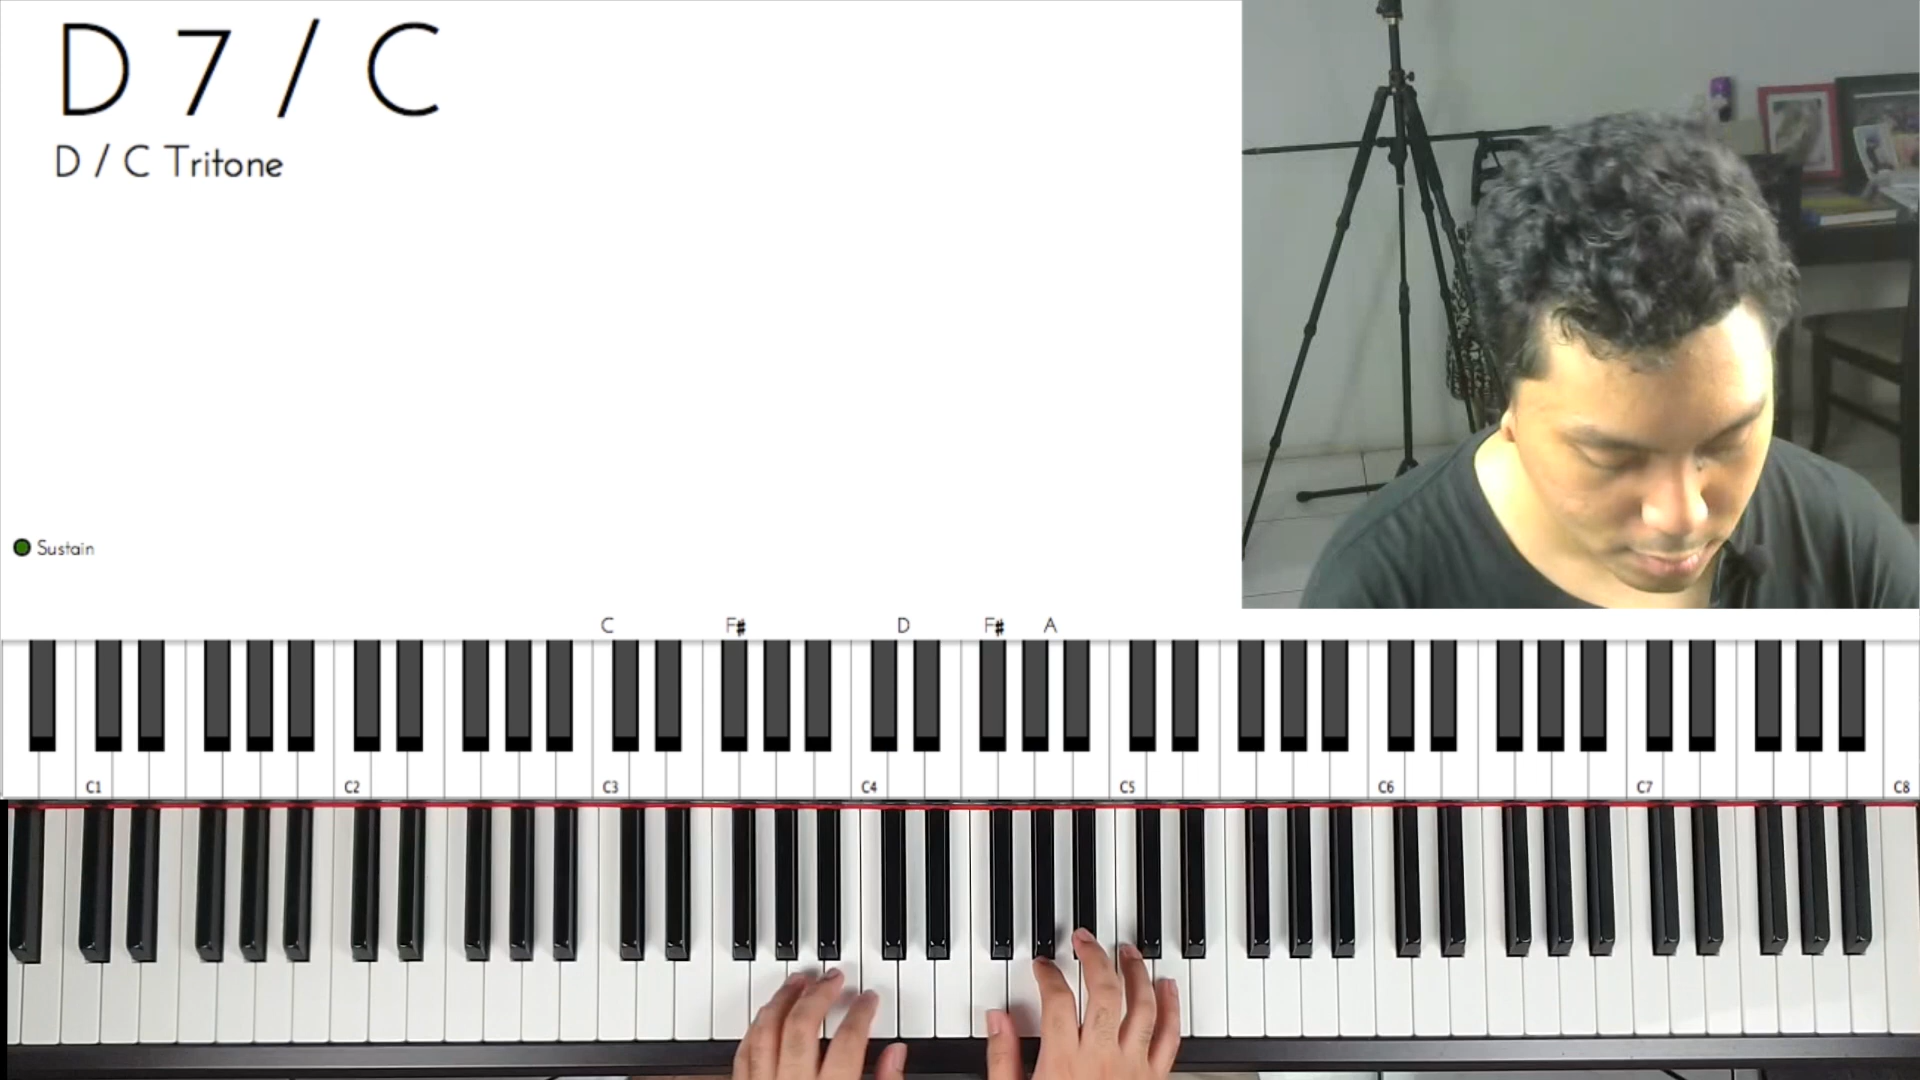 D 7 / C
D / C Tritone
Sustain
C F# D F# A
C1 C2 C3 C4 C5 C6 C7 C8